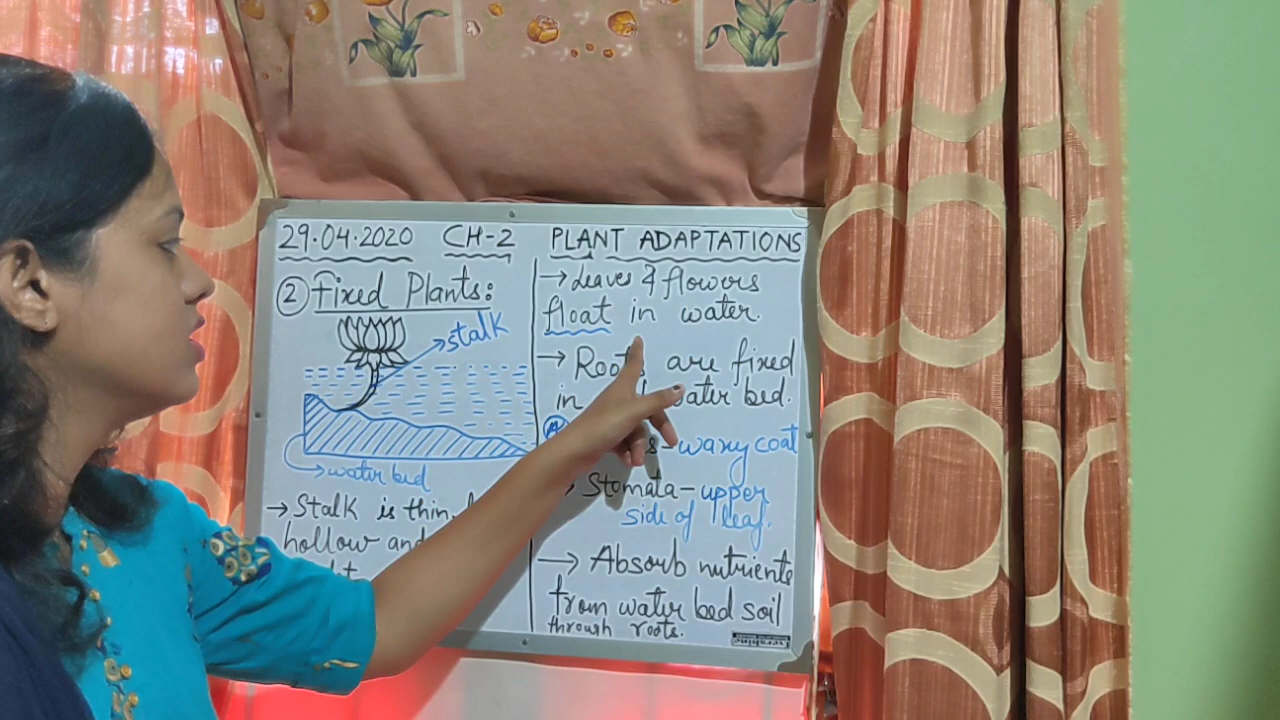 29.04.2020 CH-2 PLANT ADAPTATIONS
② Fixed Plants:
stalk
water bed
→ Stalk is thin,
hollow and
→ Leaves & flowers
float in water.
→ Roots are fixed
in water bed.
waxy coat
Stomata - upper
side of leaf.
→ Absorb nutrients
from water bed soil
through roots.